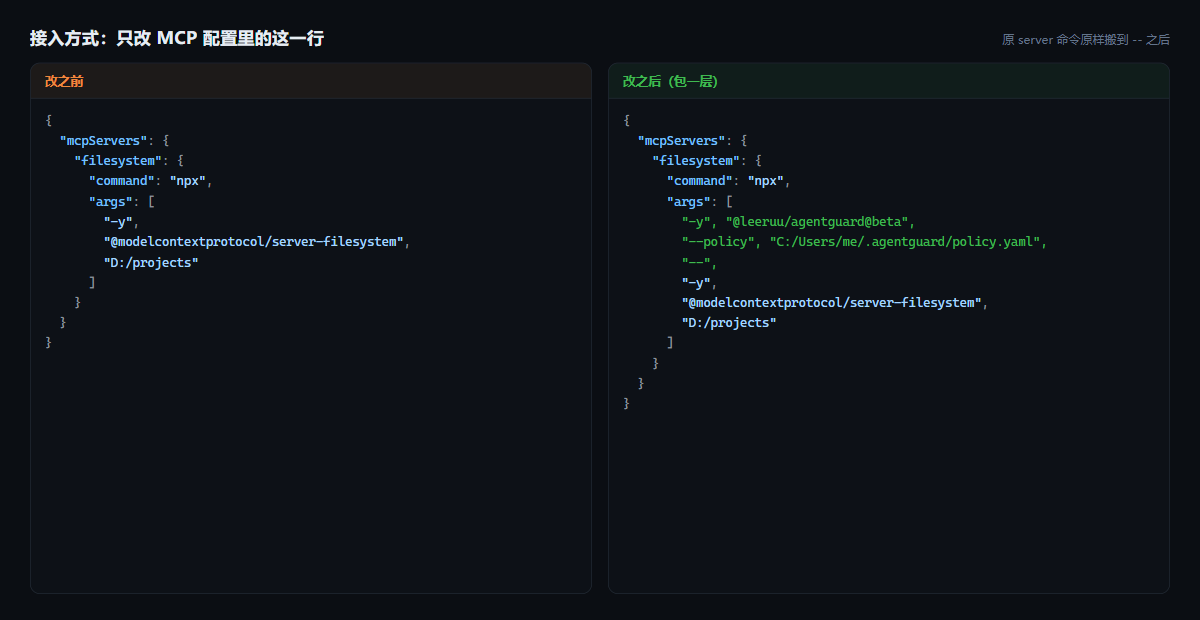 接入方式：只改 MCP 配置里的这一行
原 server 命令原样搬到 -- 之后
改之前
{
  "mcpServers": {
    "filesystem": {
      "command": "npx",
      "args": [
        "-y",
        "@modelcontextprotocol/server-filesystem",
        "D:/projects"
      ]
    }
  }
}
改之后（包一层）
{
  "mcpServers": {
    "filesystem": {
      "command": "npx",
      "args": [
        "-y", "@leeruu/agentguard@beta",
        "--policy", "C:/Users/me/.agentguard/policy.yaml",
        "--",
        "-y",
        "@modelcontextprotocol/server-filesystem",
        "D:/projects"
      ]
    }
  }
}